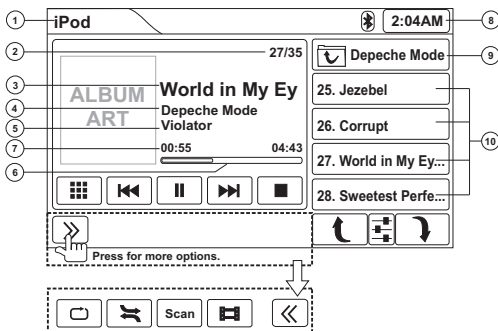 1 iPod 2:04AM 8
2 27/35 Depeche Mode 9
3 World in My Ey 25. Jezebel
ALBUM ART
4 Depeche Mode
5 Violator 26. Corrupt 10
7 00:55 04:43 27. World in My Ey...
6
28. Sweetest Perfe...
Press for more options.
Scan